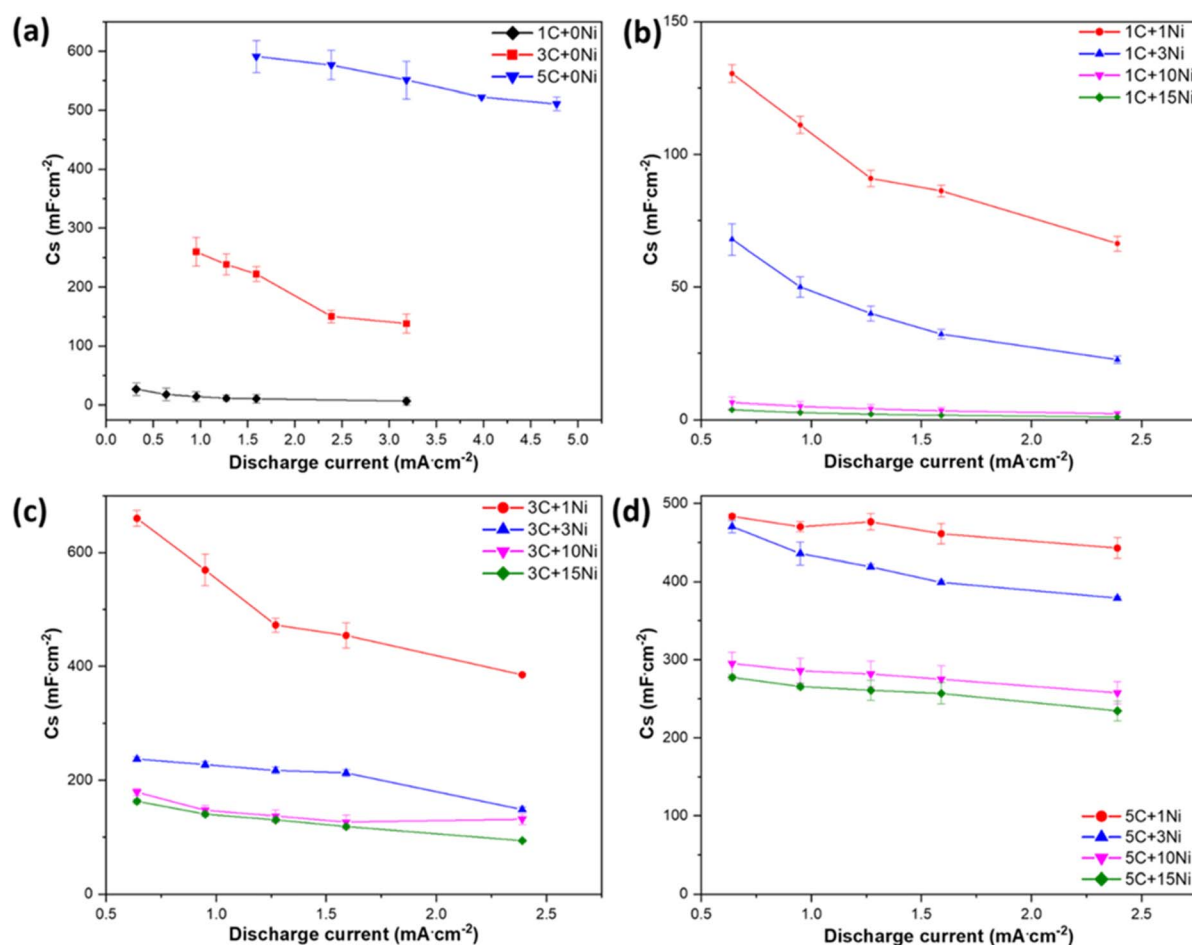 (a)
1C+0Ni
3C+0Ni
5C+0Ni
600
500
400
300
200
100
0
Cs (mF·cm⁻²)
0.0 0.5 1.0 1.5 2.0 2.5 3.0 3.5 4.0 4.5 5.0
Discharge current (mA·cm⁻²)
(b)
1C+1Ni
1C+3Ni
1C+10Ni
1C+15Ni
150
100
50
0
Cs (mF·cm⁻²)
0.5 1.0 1.5 2.0 2.5
Discharge current (mA·cm⁻²)
(c)
3C+1Ni
3C+3Ni
3C+10Ni
3C+15Ni
600
400
200
0
Cs (mF·cm⁻²)
0.5 1.0 1.5 2.0 2.5
Discharge current (mA·cm⁻²)
(d)
500
400
300
200
100
0
Cs (mF·cm⁻²)
5C+1Ni
5C+3Ni
5C+10Ni
5C+15Ni
0.5 1.0 1.5 2.0 2.5
Discharge current (mA·cm⁻²)